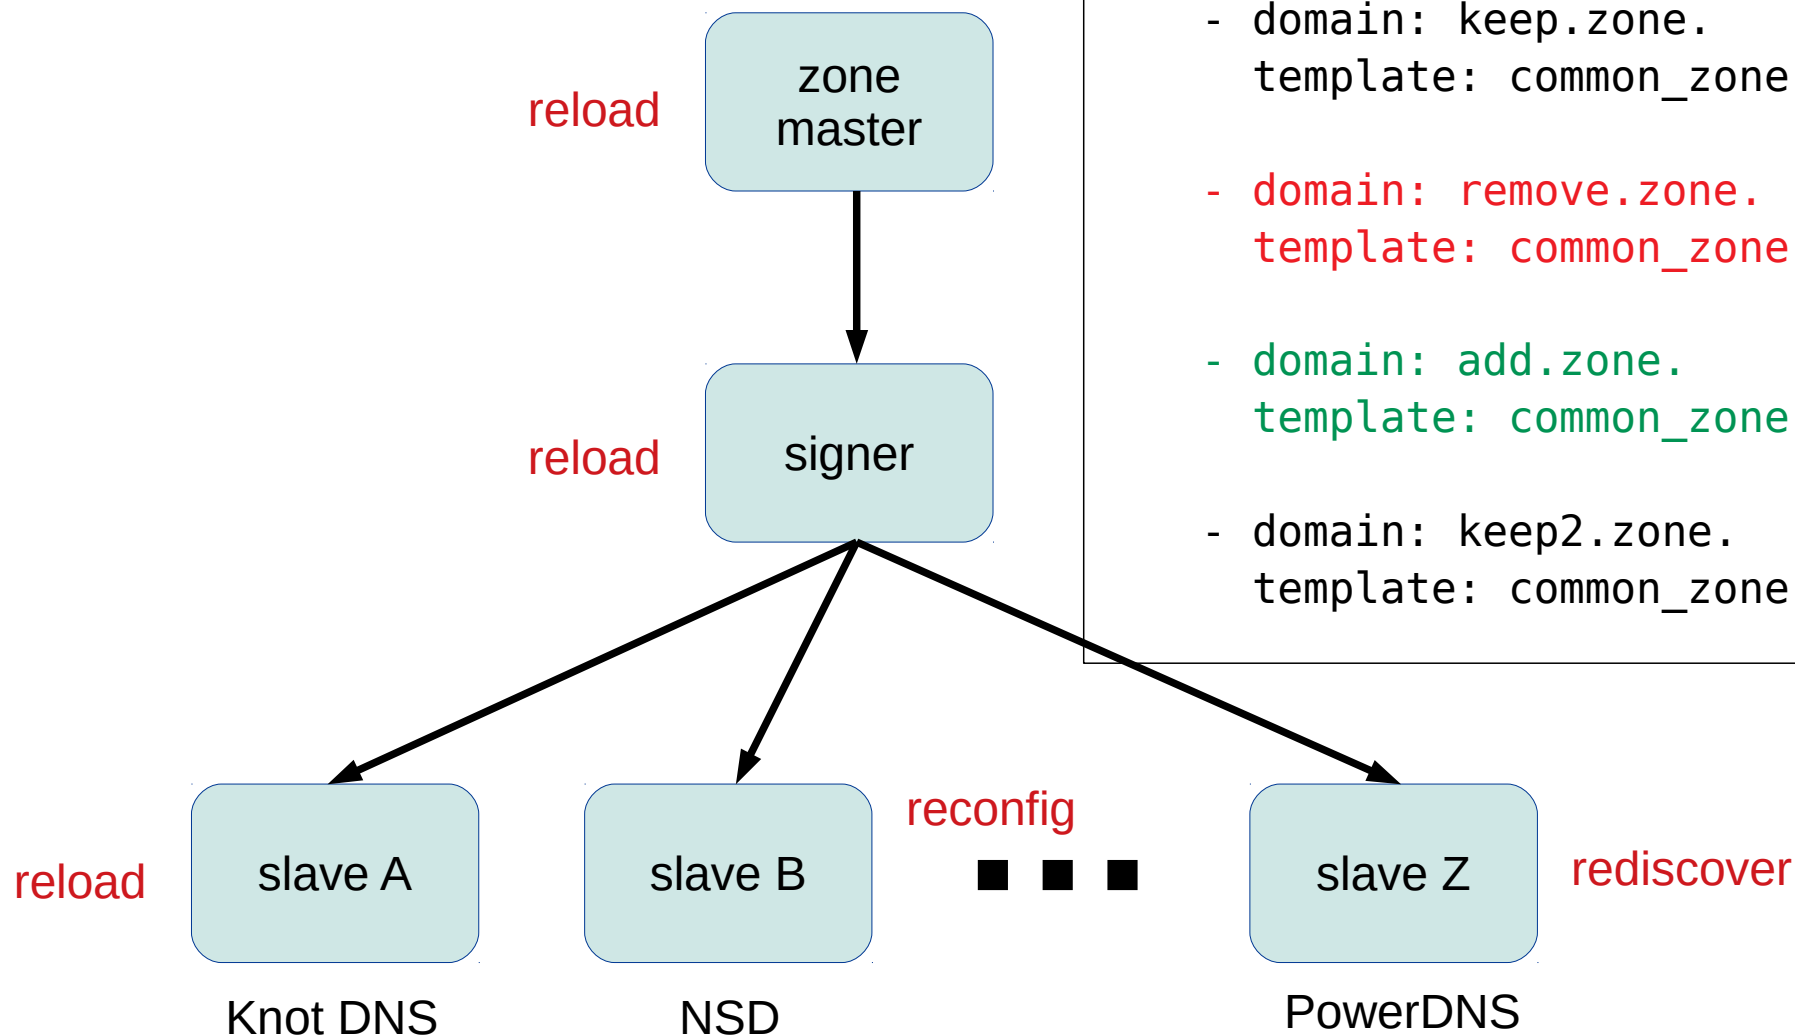 - domain: keep.zone.
template: common_zone
- domain: remove.zone.
template: common_zone
- domain: add.zone.
template: common_zone
- domain: keep2.zone.
template: common_zone
zone
master
reload
signer
reload
reconfig
slave A
reload
slave B
slave Z
rediscover
Knot DNS
NSD
PowerDNS